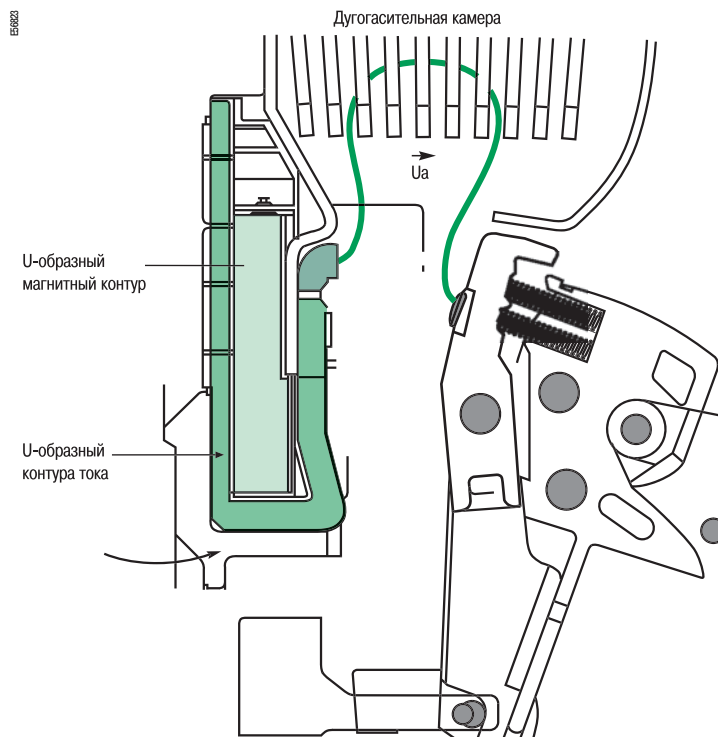 E56823
Дугогасительная камера
Ua
U-образный
магнитный контур
U-образный
контура тока